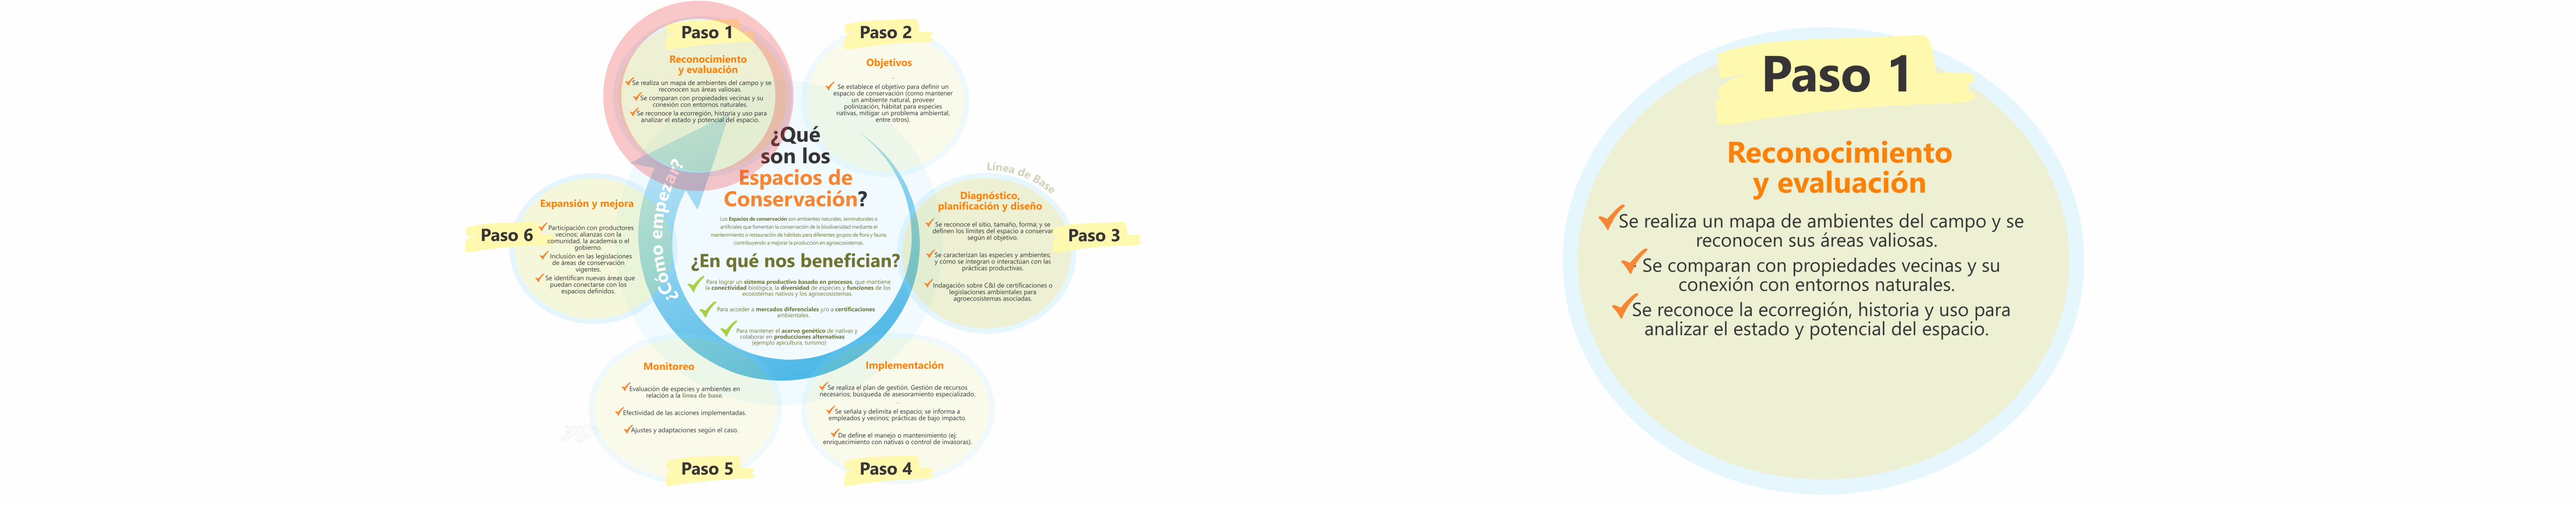 Paso 1
Reconocimiento
y evaluación
Se realiza un mapa de ambientes del campo y se
reconocen sus áreas valiosas.
Se comparan con propiedades vecinas y su
conexión con entornos naturales.
Se reconoce la ecorregión, historia y uso para
analizar el estado y potencial del espacio.
Paso 2
Objetivos
Se establece el objetivo para definir un
espacio de conservación (como mantener
un ambiente natural, proveer
polinización, hábitat para especies
nativas, mitigar un problema ambiental,
entre otros).
¿Qué
son los
Espacios de
Conservación?
Los Espacios de conservación son ambientes naturales, seminaturales o
artificiales que fomentan la conservación de la biodiversidad mediante el
mantenimiento o restauración de hábitats para diferentes grupos de flora y fauna,
contribuyendo a mejorar la producción en agroecosistemas.
¿En qué nos benefician?
Para lograr un sistema productivo basado en procesos, que mantiene
la conectividad biológica, la diversidad de especies y funciones de los
ecosistemas nativos y los agroecosistemas.
Para acceder a mercados diferenciales y/o a certificaciones
ambientales.
Para mantener el acervo genético de nativas y
colaborar en producciones alternativas
(ejemplo apicultura, turismo)
¿Cómo empezar?
Línea de Base
Diagnóstico,
planificación y diseño
Se reconoce el sitio, tamaño, forma; y se
definen los límites del espacio a conservar
según el objetivo.
Se caracterizan las especies y ambientes;
y cómo se integran o interactúan con las
prácticas productivas.
Indagación sobre C&I de certificaciones o
legislaciones ambientales para
agroecosistemas asociadas.
Paso 3
Implementación
Se realiza el plan de gestión. Gestión de recursos
necesarios; búsqueda de asesoramiento especializado.
Se señala y delimita el espacio; se informa a
empleados y vecinos; prácticas de bajo impacto.
De define el manejo o mantenimiento (ej:
enriquecimiento con nativas o control de invasoras).
Paso 4
Monitoreo
Evaluación de especies y ambientes en
relación a la línea de base.
Efectividad de las acciones implementadas.
Ajustes y adaptaciones según el caso.
Paso 5
Expansión y mejora
Participación con productores
vecinos; alianzas con la
comunidad, la academia o el
gobierno.
Inclusión en las legislaciones
de áreas de conservación
vigentes.
Se identifican nuevas áreas que
puedan conectarse con los
espacios definidos.
Paso 6
Paso 1
Reconocimiento
y evaluación
Se realiza un mapa de ambientes del campo y se
reconocen sus áreas valiosas.
Se comparan con propiedades vecinas y su
conexión con entornos naturales.
Se reconoce la ecorregión, historia y uso para
analizar el estado y potencial del espacio.